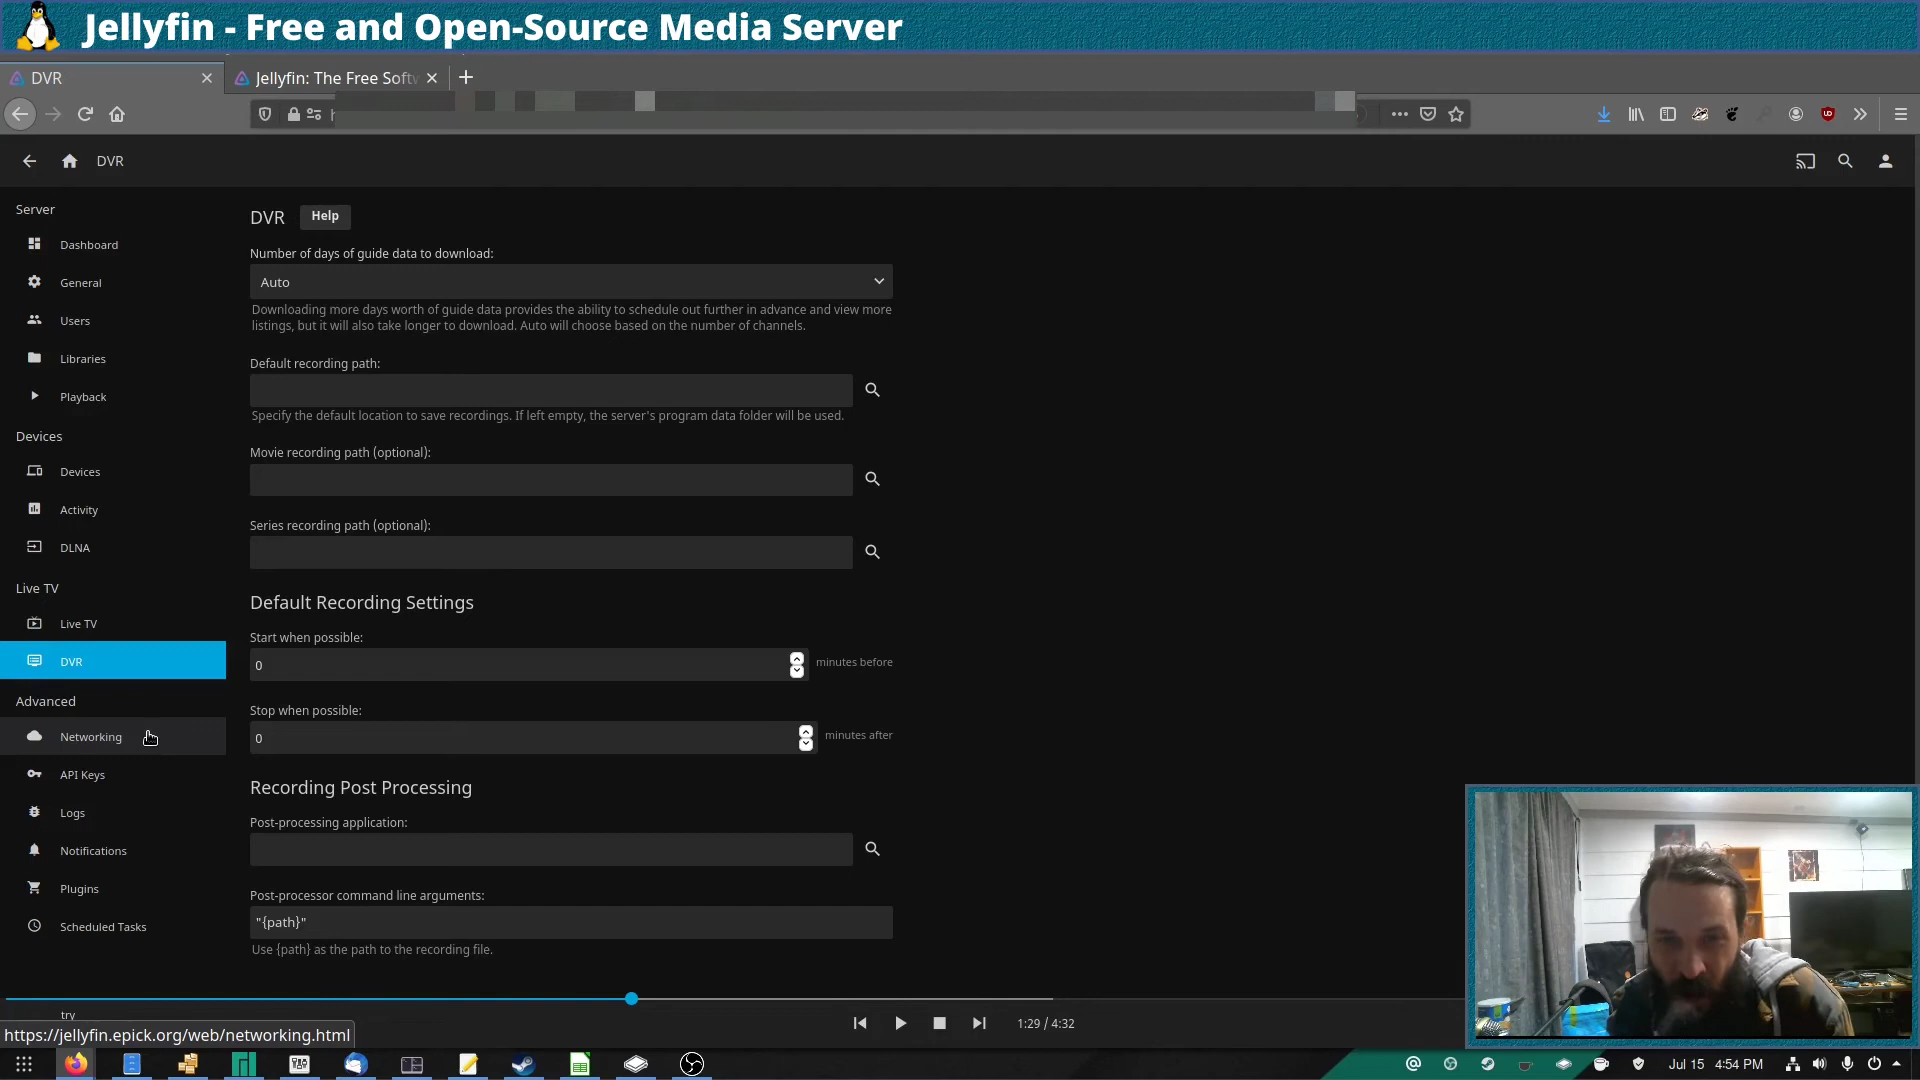 Jellyfin - Free and Open-Source Media Server
DVR
Jellyfin: The Free Softw
DVR
Server
Dashboard
General
Users
Libraries
Playback
Devices
Devices
Activity
DLNA
Live TV
Live TV
DVR
Advanced
Networking
API Keys
Logs
Notifications
Plugins
Scheduled Tasks
DVR
Help
Number of days of guide data to download:
Auto
Downloading more days worth of guide data provides the ability to schedule out further in advance and view more
listings, but it will also take longer to download. Auto will choose based on the number of channels.
Default recording path:
Specify the default location to save recordings. If left empty, the server's program data folder will be used.
Movie recording path (optional):
Series recording path (optional):
Default Recording Settings
Start when possible:
0
minutes before
Stop when possible:
0
minutes after
Recording Post Processing
Post-processing application:
Post-processor command line arguments:
"{path}"
Use {path} as the path to the recording file.
try
1:29 / 4:32
https://jellyfin.epick.org/web/networking.html
Jul 15 4:54 PM